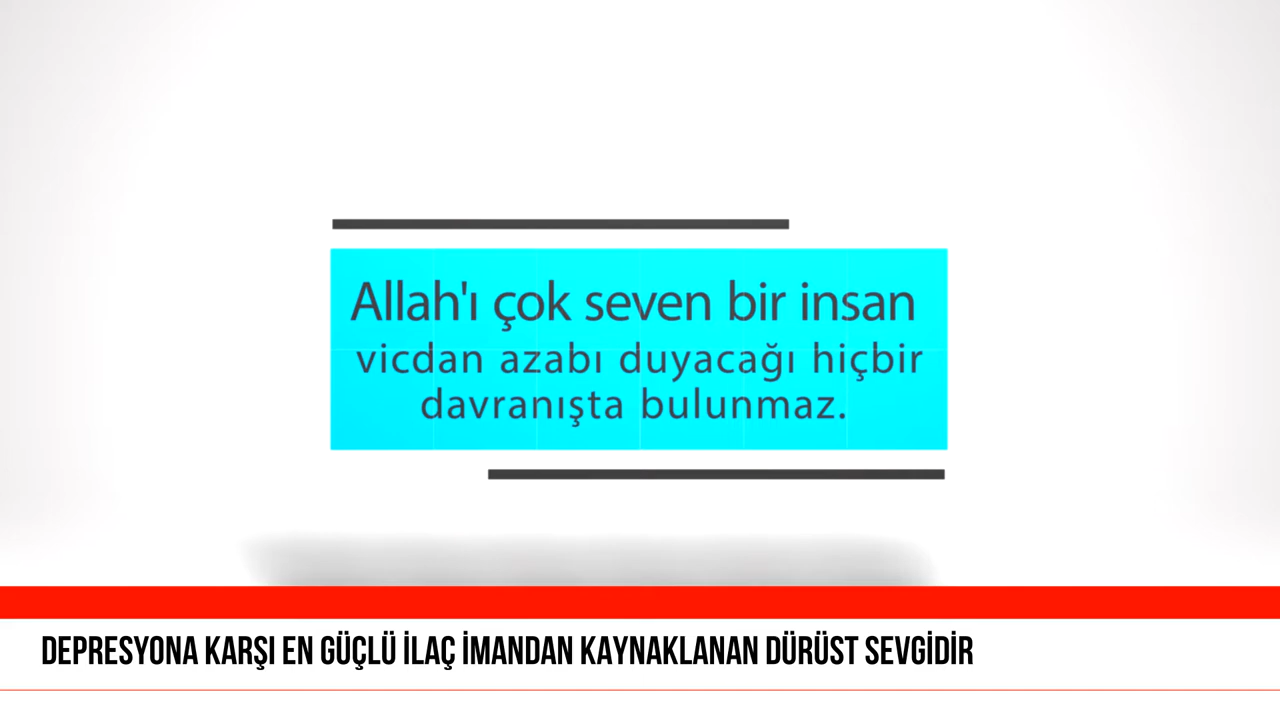 Allah'ı çok seven bir insan
vicdan azabı duyacağı hiçbir
davranışta bulunmaz.
DEPRESYONA KARŞI EN GÜÇLÜ İLAÇ İMANDAN KAYNAKLANAN DÜRÜST SEVGİDİR